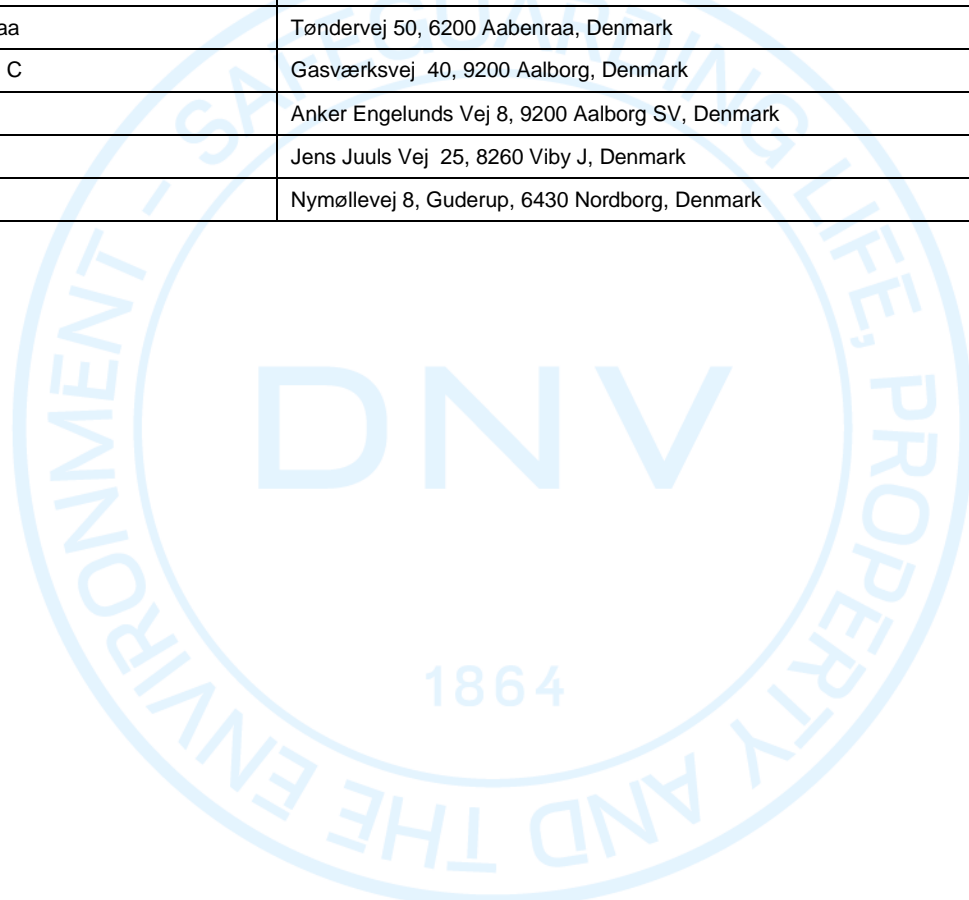 aa Tøndervej 50, 6200 Aabenraa, Denmark
C Gasværksvej 40, 9200 Aalborg, Denmark
Anker Engelunds Vej 8, 9200 Aalborg SV, Denmark
Jens Juuls Vej 25, 8260 Viby J, Denmark
Nymøllevej 8, Guderup, 6430 Nordborg, Denmark
SAFEGUARDING LIFE, PROPERTY AND THE ENVIRONMENT –
DNV
1864